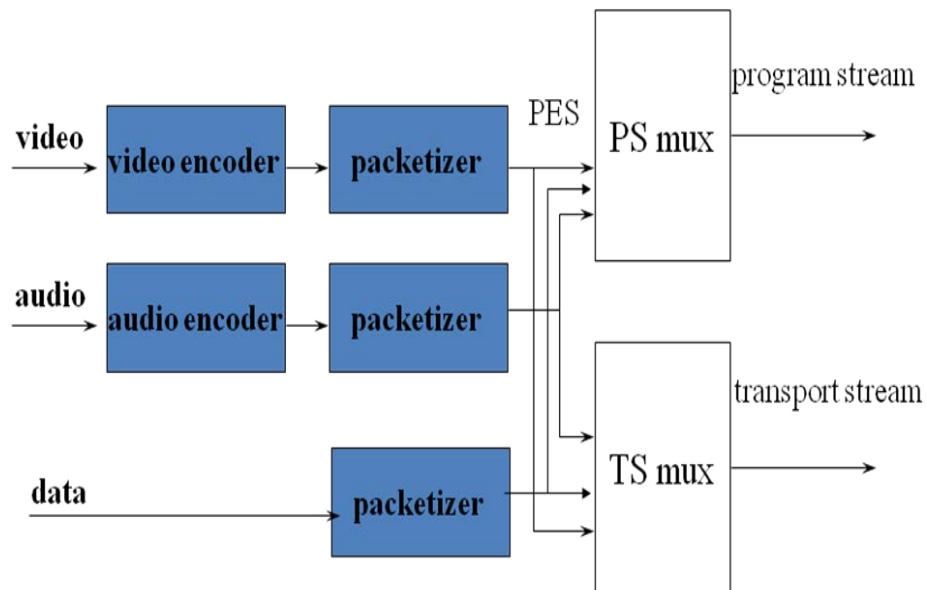 program stream
PES
PS mux
video
video encoder
packetizer
audio
audio encoder
packetizer
transport stream
TS mux
data
packetizer